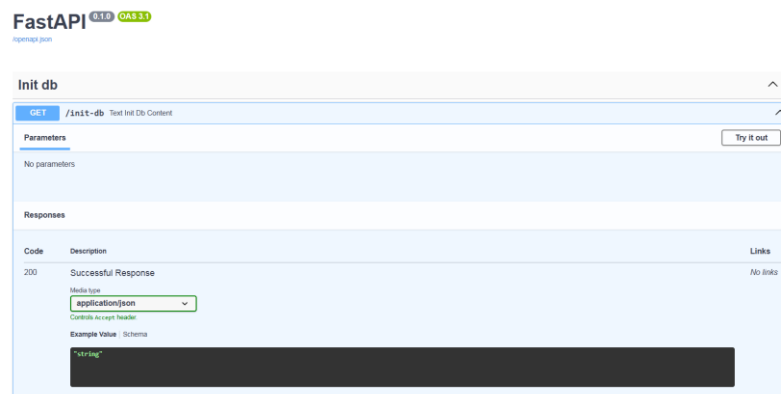 FastAPI 0.1.0 OAS 3.1
/openapi.json
Init db
GET /init-db Text Init Db Content
Parameters
Try it out
No parameters
Responses
Code Description Links
200 Successful Response No links
Media type
application/json
Controls Accept header.
Example Value Schema
"string"